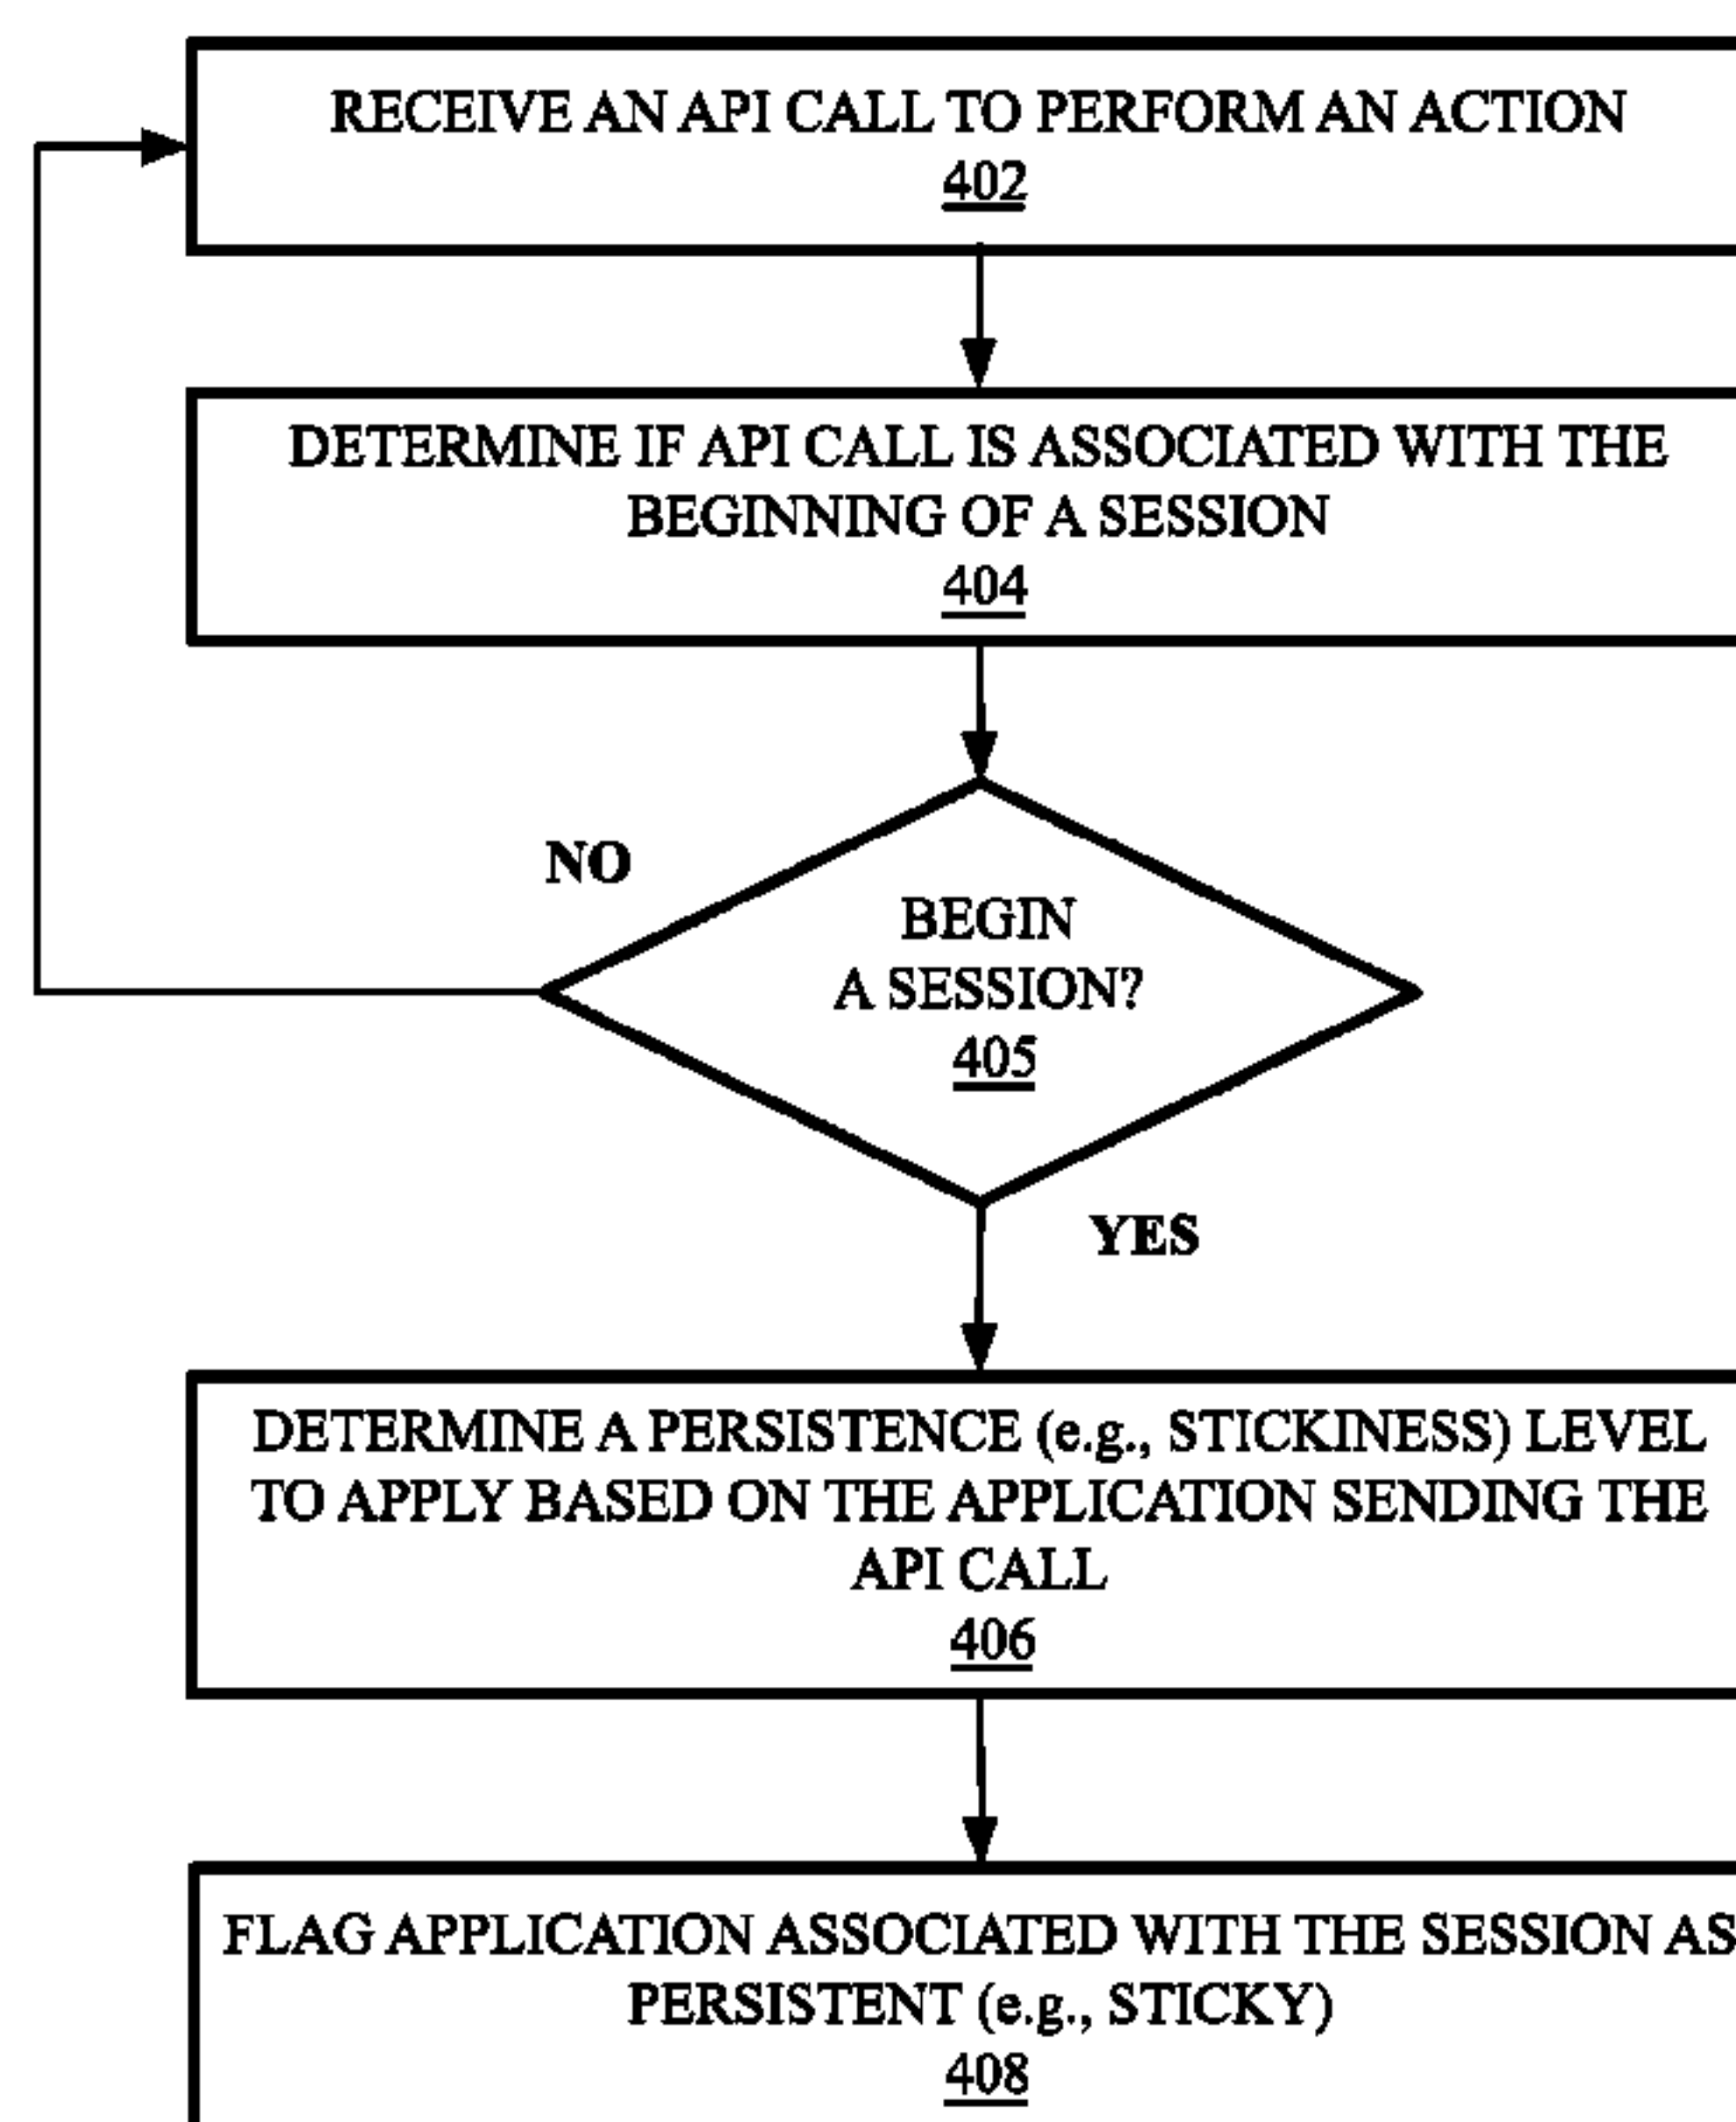 RECEIVE AN API CALL TO PERFORM AN ACTION
402
DETERMINE IF API CALL IS ASSOCIATED WITH THE
BEGINNING OF A SESSION
404
NO
BEGIN
A SESSION?
405
YES
DETERMINE A PERSISTENCE (e.g., STICKINESS) LEVEL
TO APPLY BASED ON THE APPLICATION SENDING THE
API CALL
406
FLAG APPLICATION ASSOCIATED WITH THE SESSION AS
PERSISTENT (e.g., STICKY)
408